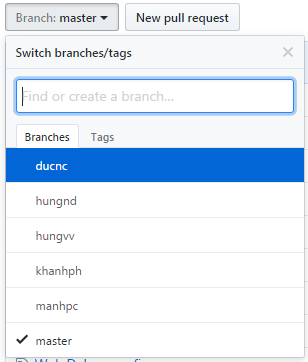 Branch: master
New pull request
Switch branches/tags
Find or create a branch...
Branches
Tags
ducnc
hungnd
hungvv
khanhph
manhpc
master